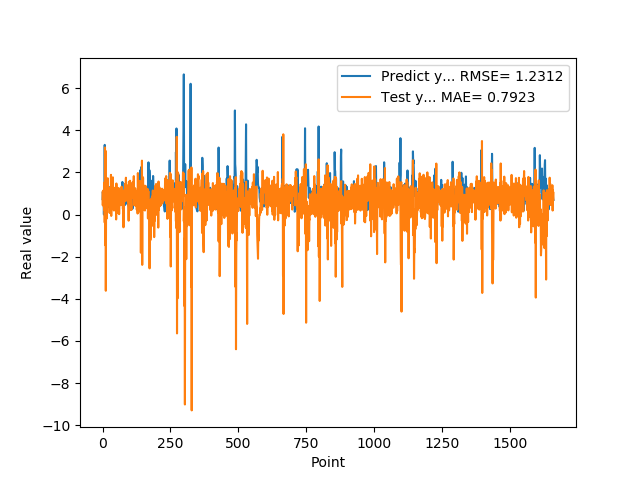 Predict y... RMSE= 1.2312
Test y... MAE= 0.7923
6
4
2
0
−2
−4
−6
−8
−10
Real value
0 250 500 750 1000 1250 1500
Point